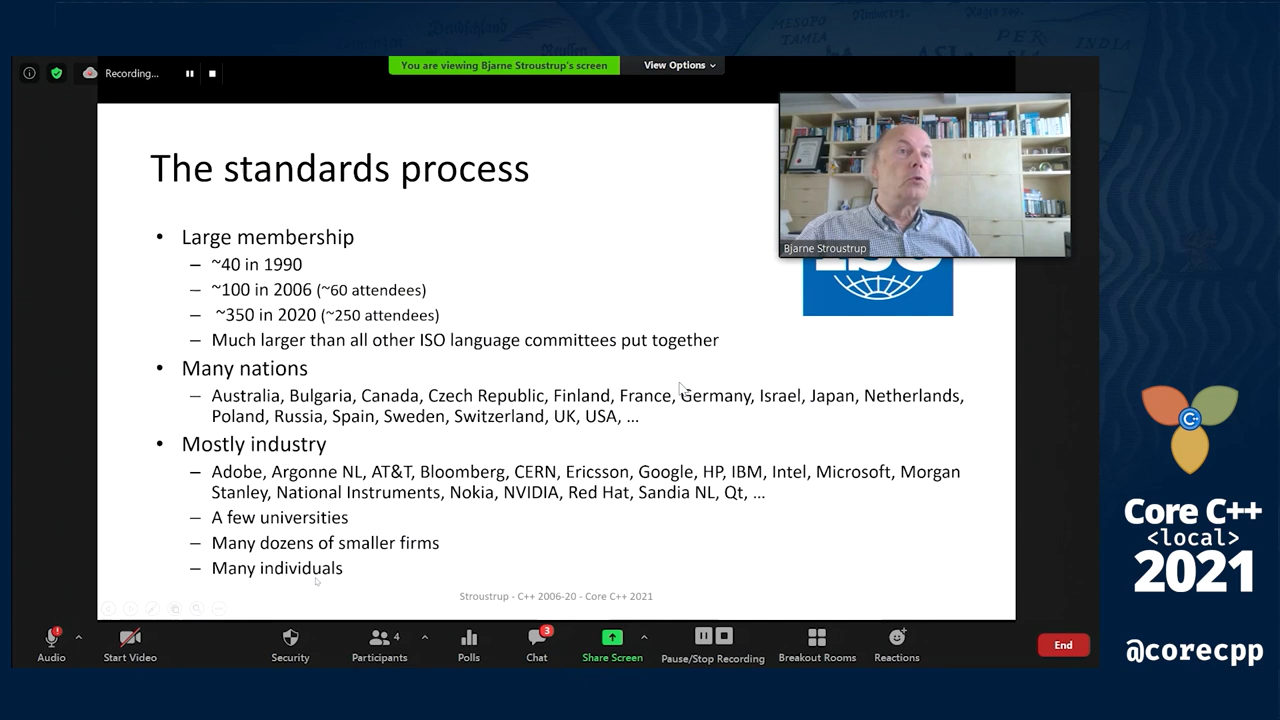 MESOPO
TAMIA
PER
INDIA
Recording...
You are viewing Bjarne Stroustrup's screen
View Options
Bjarne Stroustrup
The standards process
• Large membership
– ~40 in 1990
– ~100 in 2006 (~60 attendees)
– ~350 in 2020 (~250 attendees)
– Much larger than all other ISO language committees put together
• Many nations
– Australia, Bulgaria, Canada, Czech Republic, Finland, France, Germany, Israel, Japan, Netherlands,
Poland, Russia, Spain, Sweden, Switzerland, UK, USA, ...
• Mostly industry
– Adobe, Argonne NL, AT&T, Bloomberg, CERN, Ericsson, Google, HP, IBM, Intel, Microsoft, Morgan
Stanley, National Instruments, Nokia, NVIDIA, Red Hat, Sandia NL, Qt, ...
– A few universities
– Many dozens of smaller firms
– Many individuals
Stroustrup - C++ 2006-20 - Core C++ 2021
Audio
Start Video
Security
4
Participants
Polls
3
Chat
Share Screen
Pause/Stop Recording
Breakout Rooms
Reactions
End
C++
Core C++
<local>
2021
@corecpp